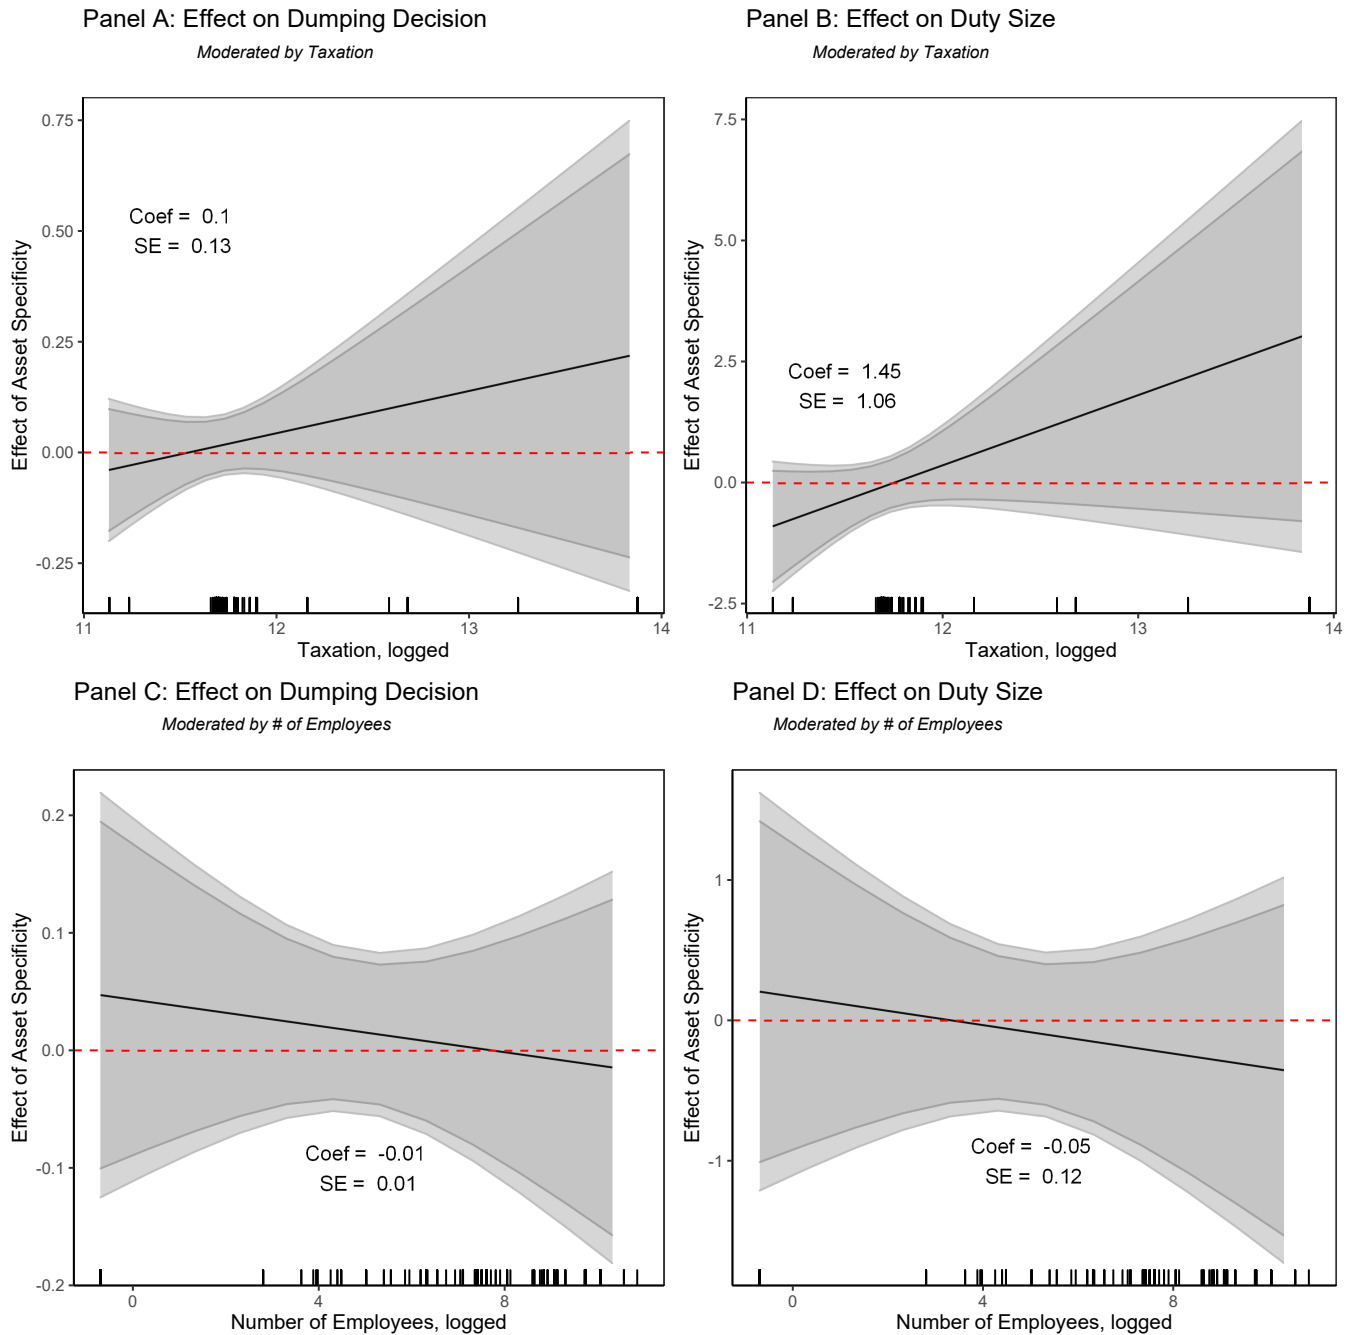 Panel A: Effect on Dumping Decision
Moderated by Taxation
Effect of Asset Specificity
0.75
0.50
0.25
0.00
-0.25
Coef = 0.1
SE = 0.13
11 12 13 14
Taxation, logged
Panel B: Effect on Duty Size
Moderated by Taxation
Effect of Asset Specificity
7.5
5.0
2.5
0.0
-2.5
Coef = 1.45
SE = 1.06
11 12 13 14
Taxation, logged
Panel C: Effect on Dumping Decision
Moderated by # of Employees
Effect of Asset Specificity
0.2
0.1
0.0
-0.1
-0.2
Coef = -0.01
SE = 0.01
0 4 8
Number of Employees, logged
Panel D: Effect on Duty Size
Moderated by # of Employees
Effect of Asset Specificity
1
0
-1
Coef = -0.05
SE = 0.12
0 4 8
Number of Employees, logged